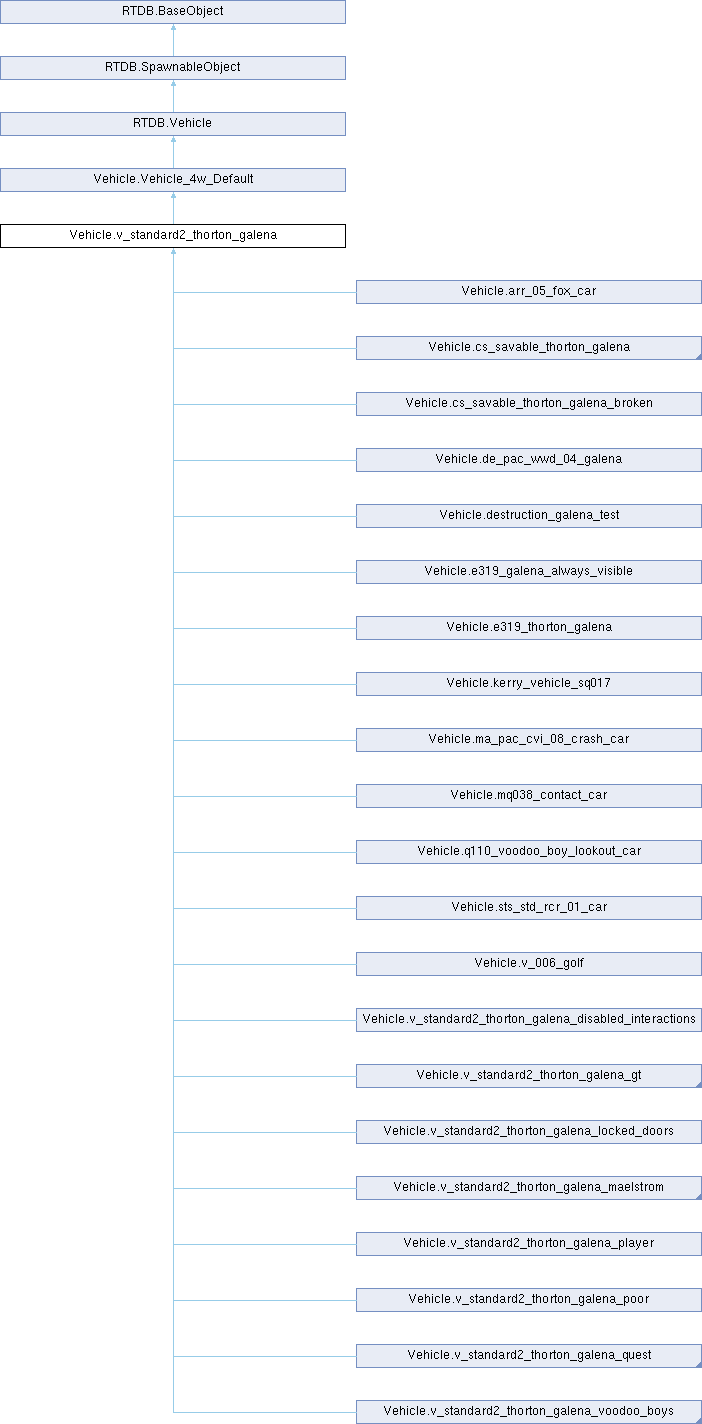 RTDB.BaseObject
RTDB.SpawnableObject
RTDB.Vehicle
Vehicle.Vehicle_4w_Default
Vehicle.v_standard2_thorton_galena
Vehicle.arr_05_fox_car
Vehicle.cs_savable_thorton_galena
Vehicle.cs_savable_thorton_galena_broken
Vehicle.de_pac_wwd_04_galena
Vehicle.destruction_galena_test
Vehicle.e319_galena_always_visible
Vehicle.e319_thorton_galena
Vehicle.kerry_vehicle_sq017
Vehicle.ma_pac_cvi_08_crash_car
Vehicle.mq038_contact_car
Vehicle.q110_voodoo_boy_lookout_car
Vehicle.sts_std_rcr_01_car
Vehicle.v_006_golf
Vehicle.v_standard2_thorton_galena_disabled_interactions
Vehicle.v_standard2_thorton_galena_gt
Vehicle.v_standard2_thorton_galena_locked_doors
Vehicle.v_standard2_thorton_galena_maelstrom
Vehicle.v_standard2_thorton_galena_player
Vehicle.v_standard2_thorton_galena_poor
Vehicle.v_standard2_thorton_galena_quest
Vehicle.v_standard2_thorton_galena_voodoo_boys